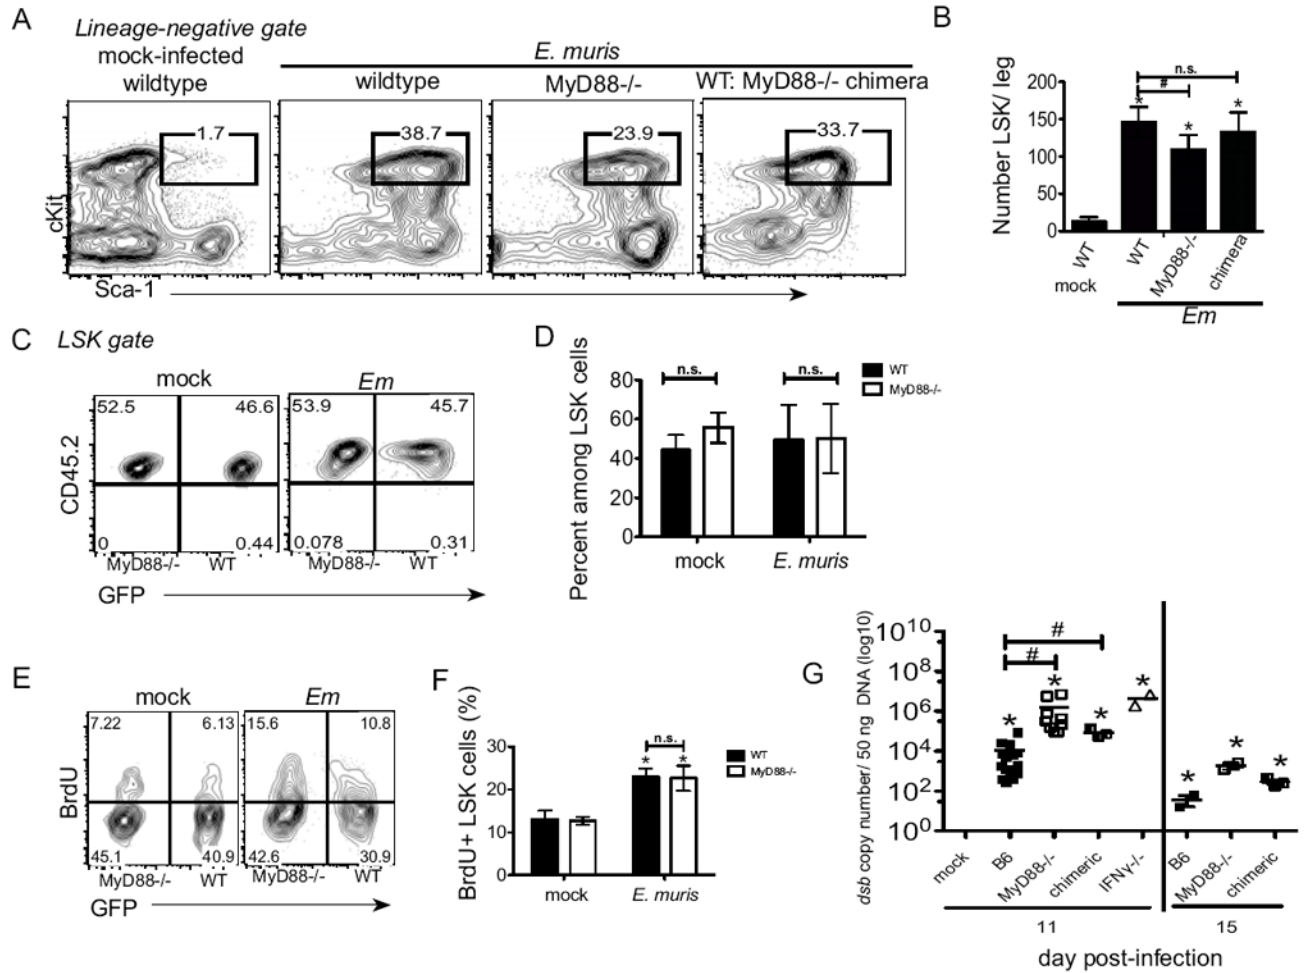 A
Lineage-negative gate
mock-infected
wildtype
E. muris
wildtype
MyD88-/-
WT: MyD88-/- chimera
1.7
38.7
23.9
33.7
cKit
Sca-1
B
n.s.
#
* * *
Number LSK/ leg
200
150
100
50
0
WT
WT
MyD88-/-
chimera
mock
Em
C
LSK gate
mock
Em
52.5
46.6
53.9
45.7
CD45.2
0
0.44
0.078
0.31
MyD88-/-
WT
MyD88-/-
WT
GFP
D
n.s.
n.s.
WT
MyD88-/-
Percent among LSK cells
80
60
40
20
0
mock
E. muris
E
mock
Em
7.22
6.13
15.6
10.8
BrdU
45.1
40.9
42.6
30.9
MyD88-/-
WT
MyD88-/-
WT
GFP
F
n.s.
* *
WT
MyD88-/-
BrdU+ LSK cells (%)
30
20
10
0
mock
E. muris
G
#
#
* * * *
* * *
dsb copy number/ 50 ng DNA (log10)
10^10
10^8
10^6
10^4
10^2
10^0
mock
B6
MyD88-/-
chimeric
IFNγ-/-
B6
MyD88-/-
chimeric
11
15
day post-infection